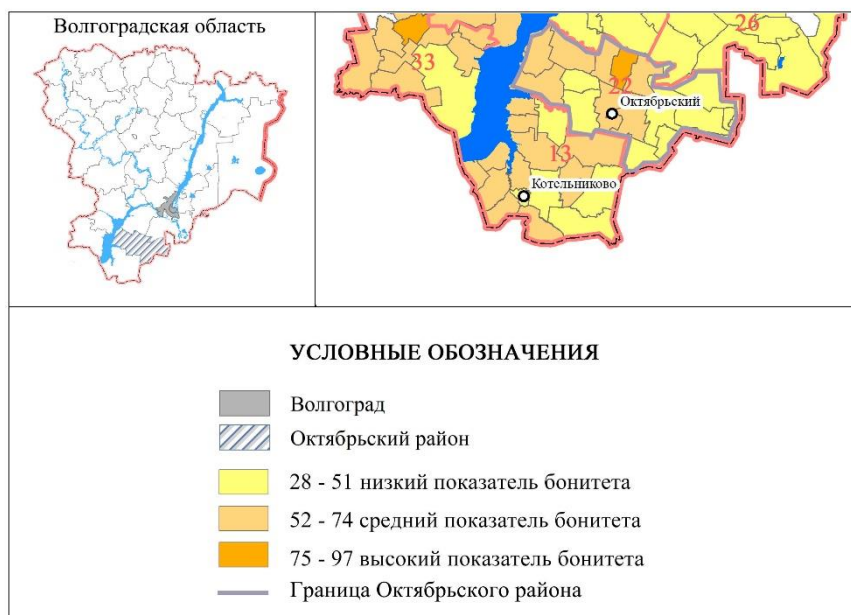 Волгоградская область
26
33
22
Октябрьский
13
Котельниково
УСЛОВНЫЕ ОБОЗНАЧЕНИЯ
Волгоград
Октябрьский район
28 - 51 низкий показатель бонитета
52 - 74 средний показатель бонитета
75 - 97 высокий показатель бонитета
Граница Октябрьского района